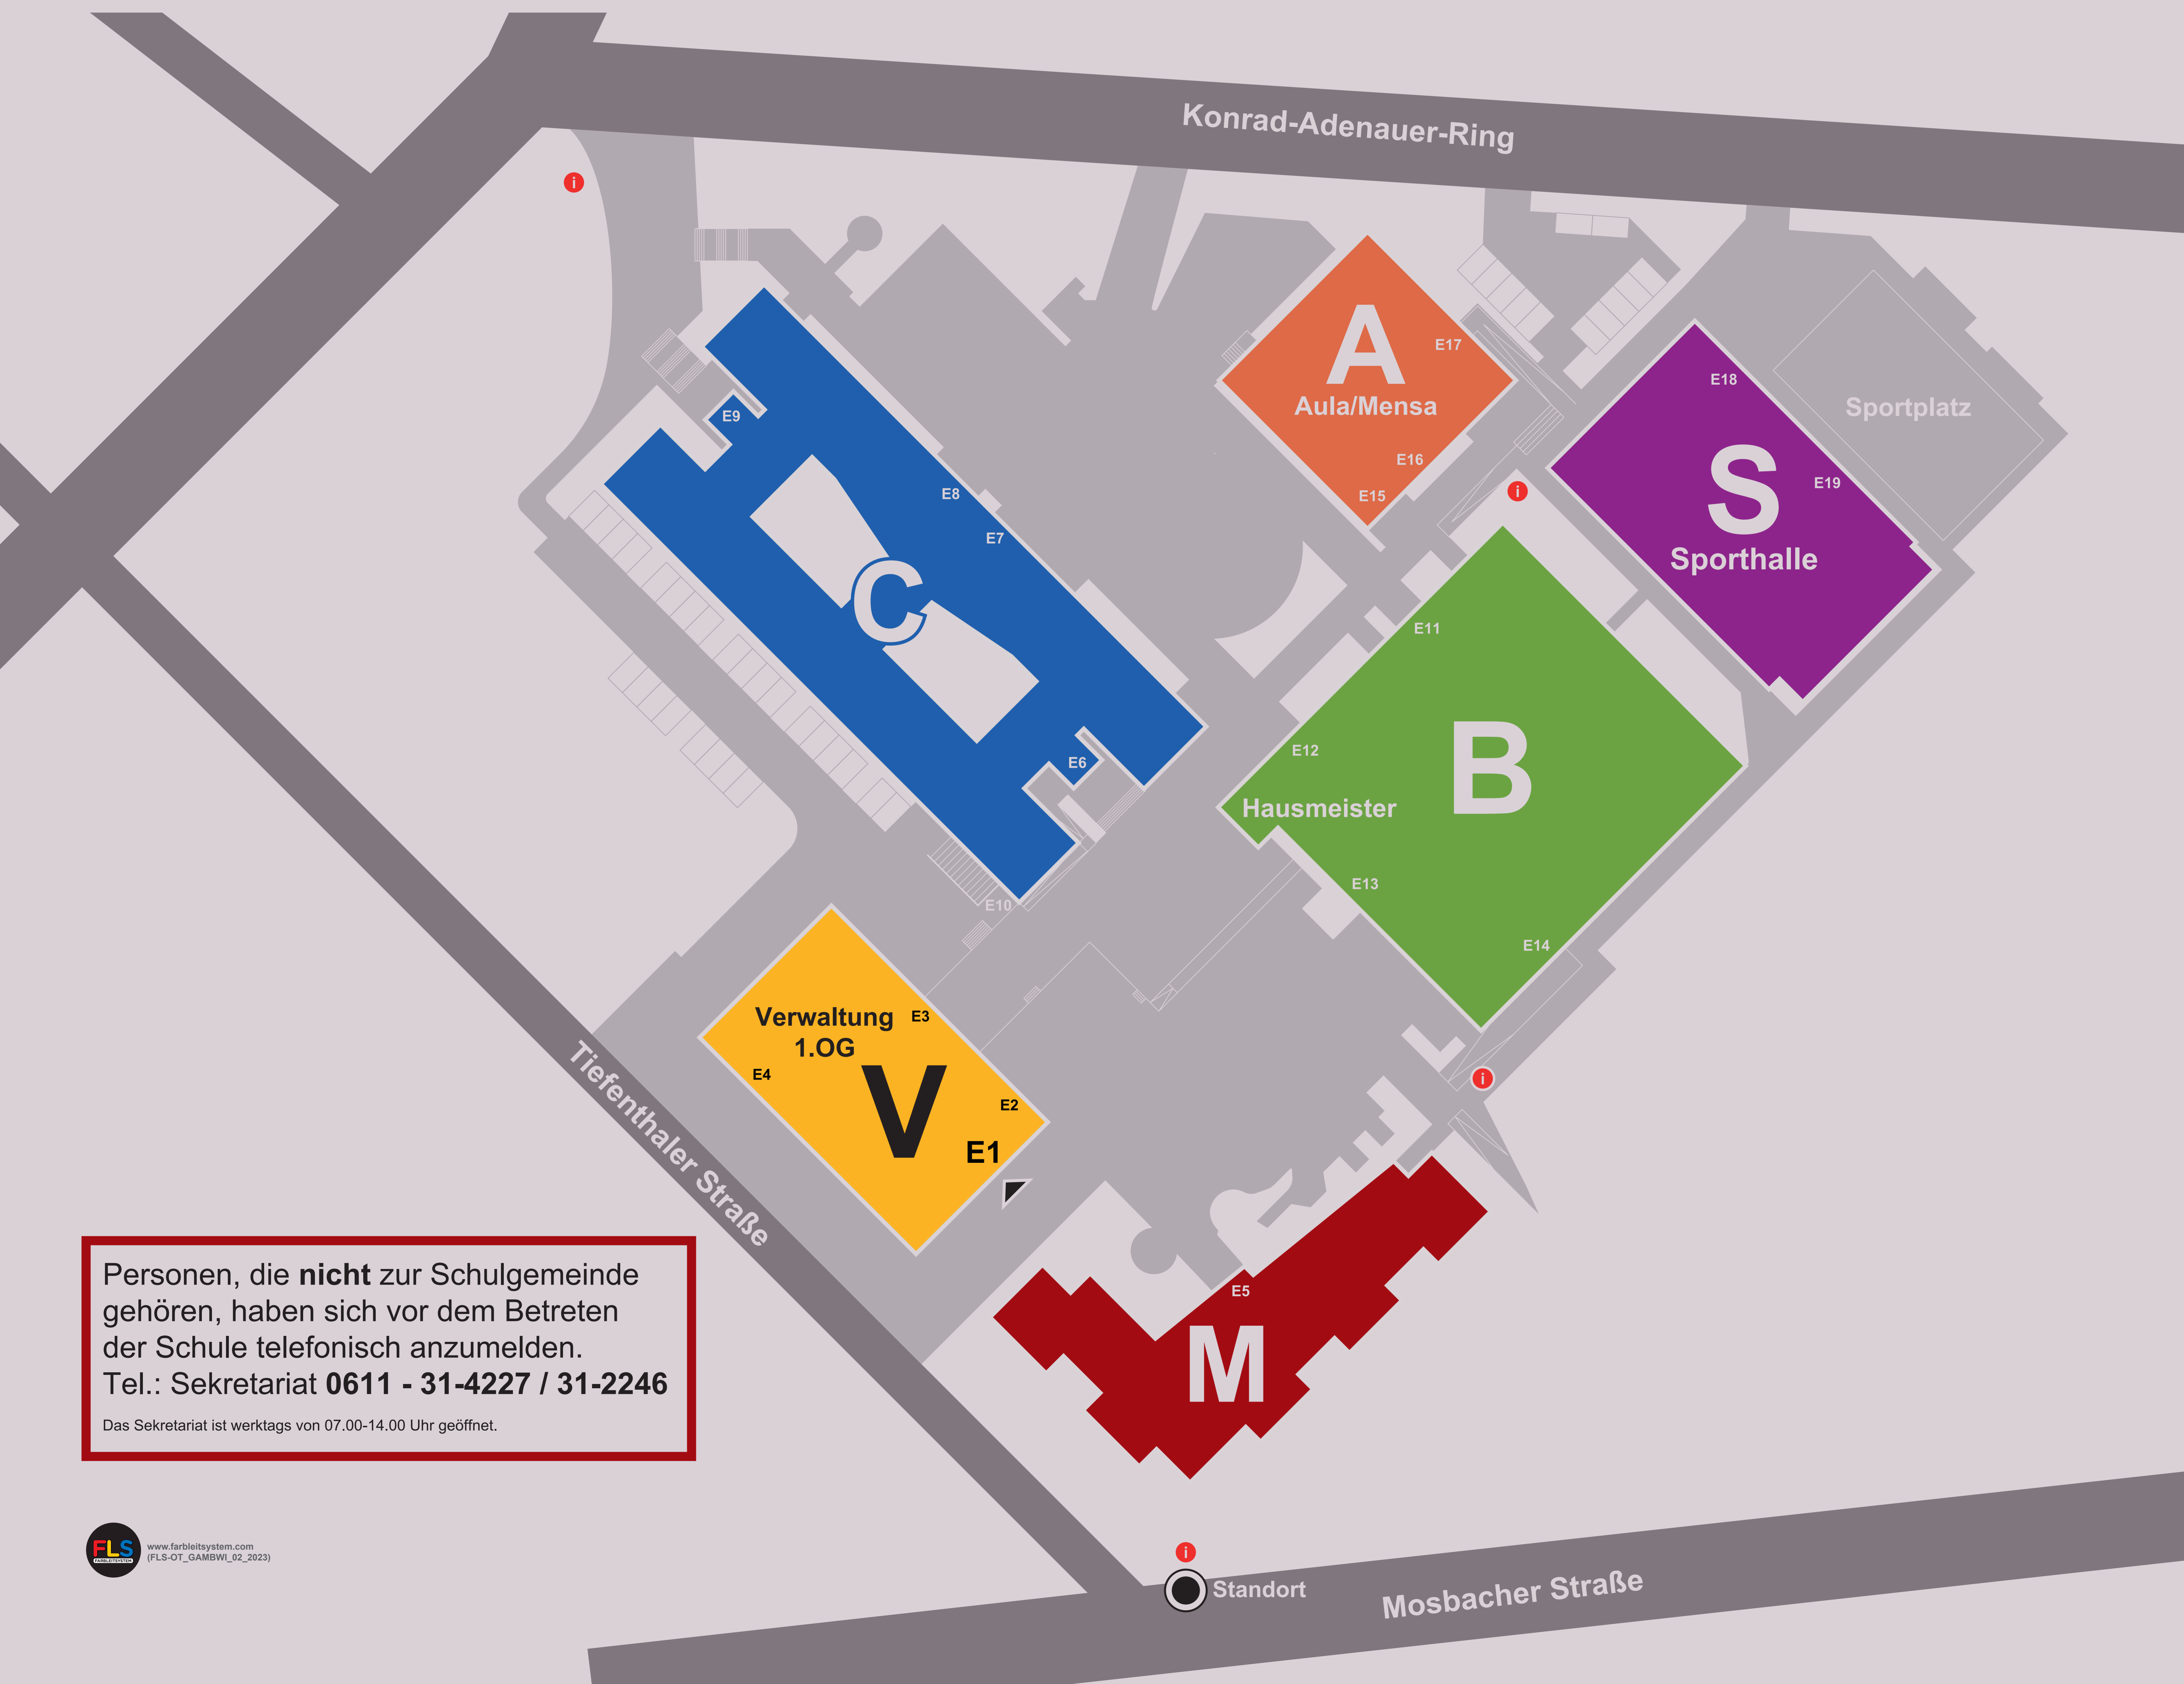 Konrad-Adenauer-Ring
i
A
E17
Aula/Mensa
E16
E15
E18
Sportplatz
S
E19
Sporthalle
i
E9
E8
E7
C
E6
E10
E11
E12
B
Hausmeister
E13
E14
Verwaltung
1.OG
E3
E4
V
E2
E1
i
Tiefenthaler Straße
E5
M
Personen, die nicht zur Schulgemeinde
gehören, haben sich vor dem Betreten
der Schule telefonisch anzumelden.
Tel.: Sekretariat 0611 - 31-4227 / 31-2246
Das Sekretariat ist werktags von 07.00-14.00 Uhr geöffnet.
FLS
FARBLEITSYSTEM
www.farbleitsystem.com
(FLS-OT_GAMBWI_02_2023)
i
Standort
Mosbacher Straße